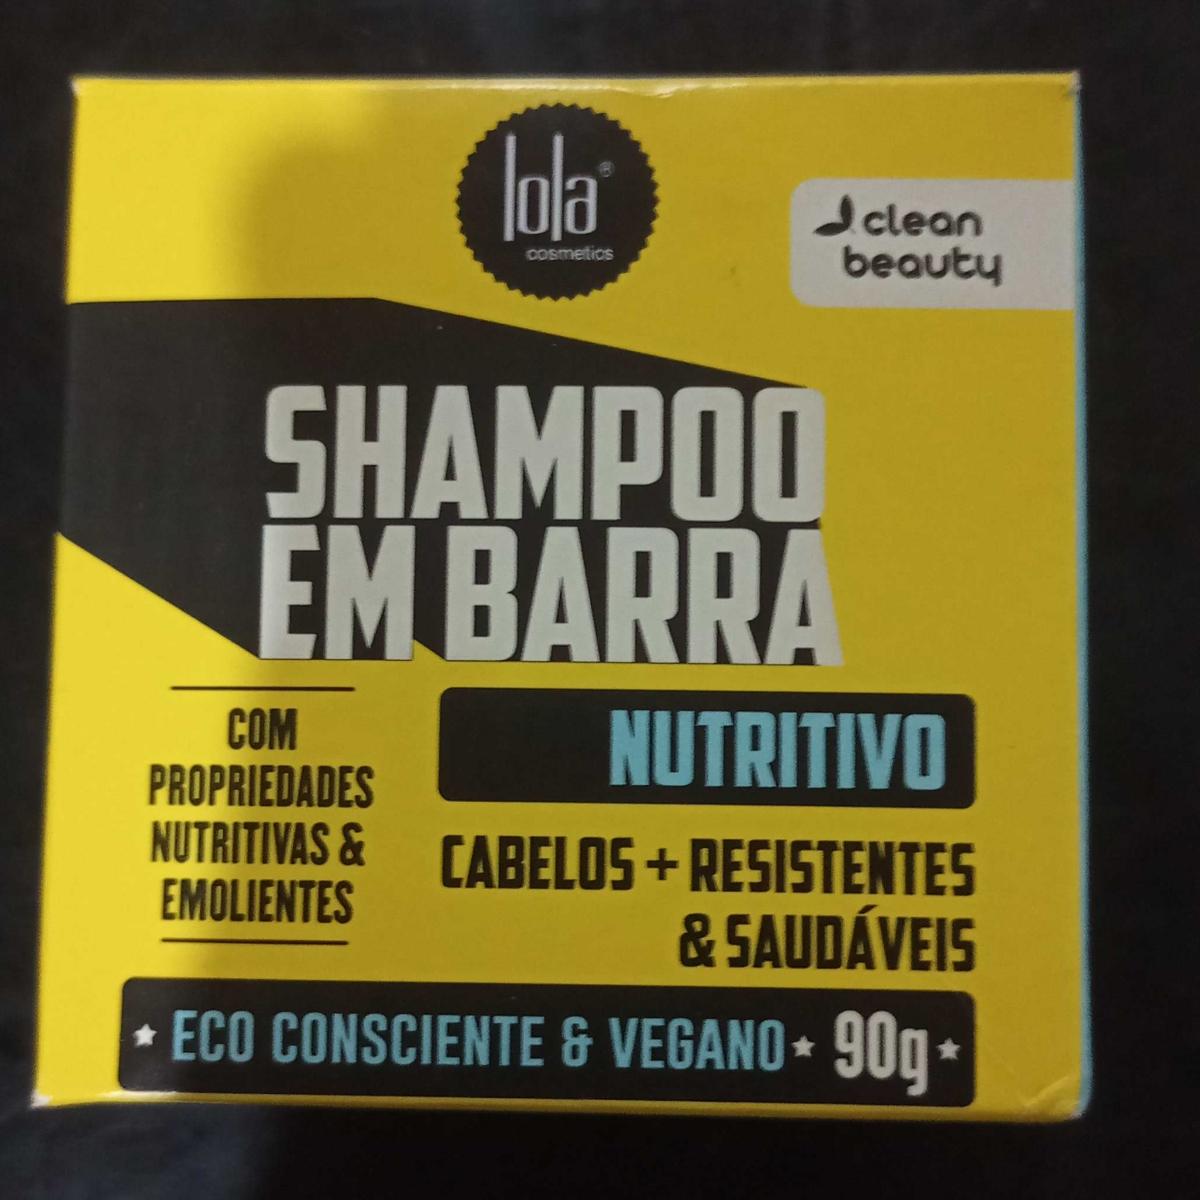 lola®
cosmetics
clean
beauty
SHAMPOO
EM BARRA
COM
PROPRIEDADES
NUTRITIVAS &
EMOLIENTES
NUTRITIVO
CABELOS + RESISTENTES
& SAUDÁVEIS
ECO CONSCIENTE & VEGANO 90g